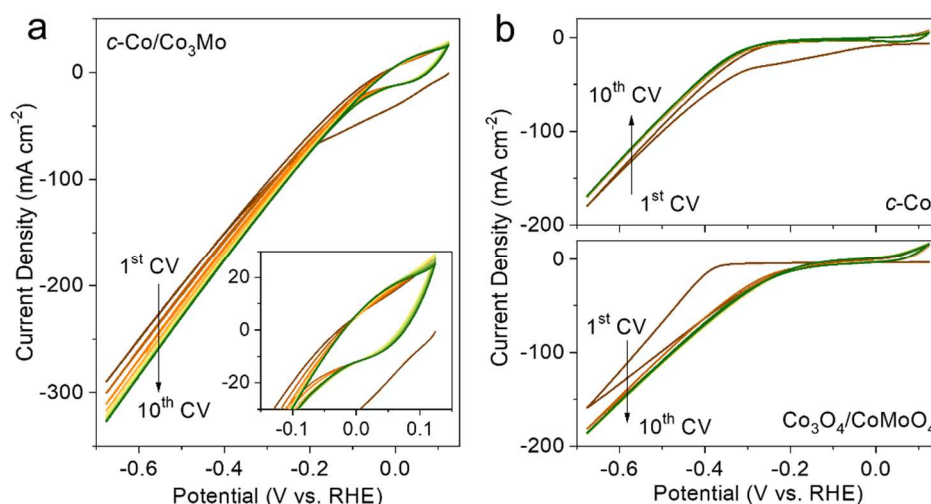 a
c-Co/Co₃Mo
0
-100
-200
-300
Current Density (mA cm⁻²)
1ˢᵗ CV
10ᵗʰ CV
20
10
0
-10
-20
-0.1
0.0
0.1
-0.6
-0.4
-0.2
0.0
Potential (V vs. RHE)
b
0
-100
-200
10ᵗʰ CV
1ˢᵗ CV
c-Co
0
-100
-200
Current Density (mA cm⁻²)
1ˢᵗ CV
10ᵗʰ CV
Co₃O₄/CoMoO₄
-0.6
-0.4
-0.2
0.0
Potential (V vs. RHE)